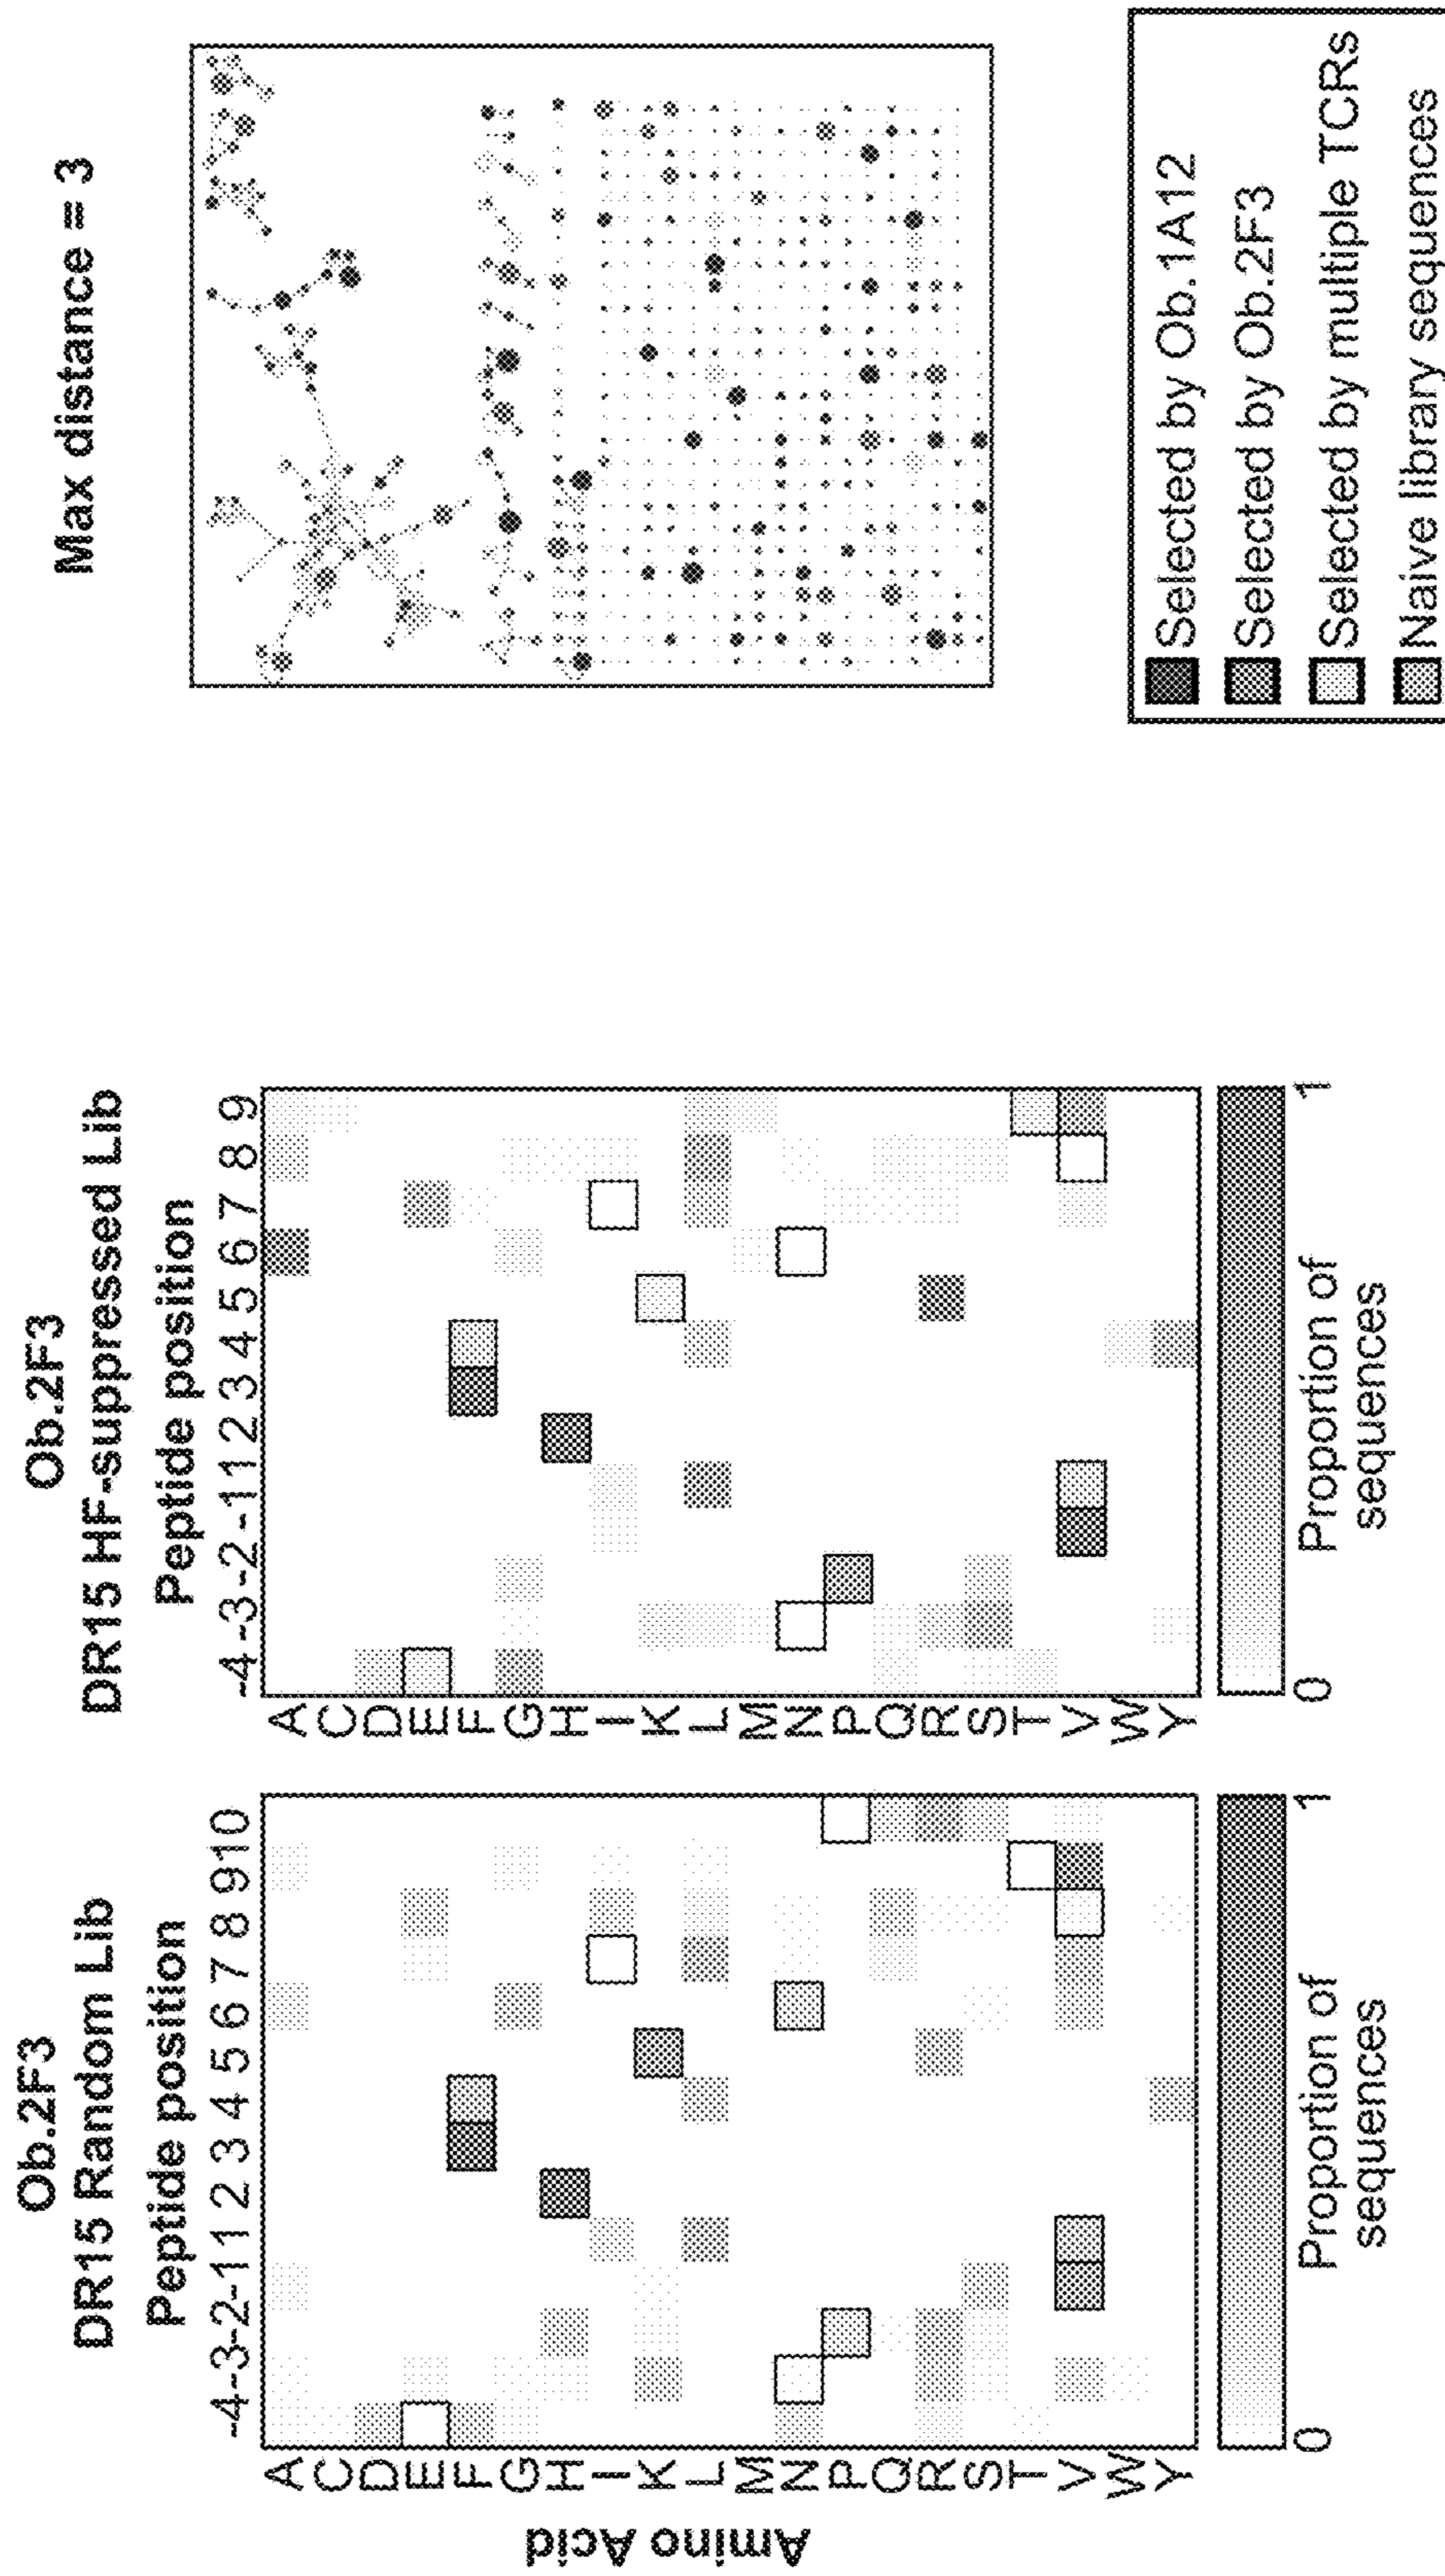 Ob.2F3
DR15 Random Lib
Peptide position
-4-3-2-1 1 2 3 4 5 6 7 8 9 10
Amino Acid
A
C
D
E
F
G
H
I
K
L
M
N
P
Q
R
S
T
V
W
Y
0
1
Proportion of
sequences
Ob.2F3
DR15 HF-suppressed Lib
Peptide position
-4 -3 -2 -1 1 2 3 4 5 6 7 8 9
A
C
D
E
F
G
H
I
K
L
M
N
P
Q
R
S
T
V
W
Y
0
1
Proportion of
sequences
Max distance = 3
Selected by Ob.1A12
Selected by Ob.2F3
Selected by multiple TCRs
Naive library sequences